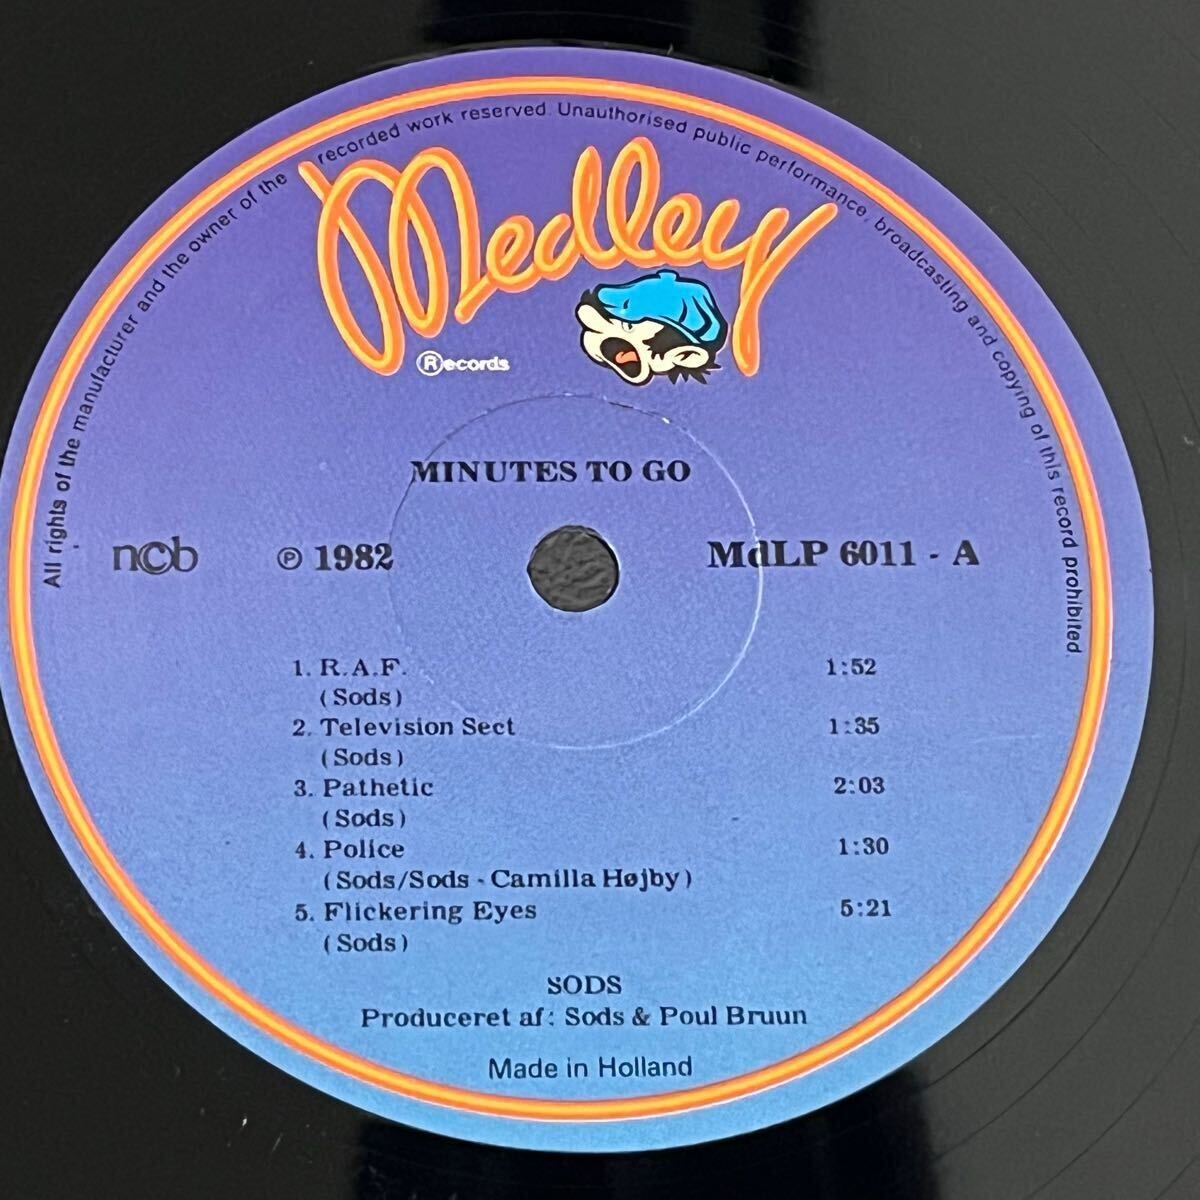 All rights of the manufacturer and the owner of the recorded work reserved. Unauthorised public performance, broadcasting and copying of this record prohibited.
Medley
®ecords
MINUTES TO GO
ncb ℗ 1982 MdLP 6011 - A
1. R.A.F. 1:52
(Sods)
2. Television Sect 1:35
(Sods)
3. Pathetic 2:03
(Sods)
4. Police 1:30
(Sods/Sods - Camilla Højby)
5. Flickering Eyes 5:21
(Sods)
SODS
Produceret af: Sods & Poul Bruun
Made in Holland